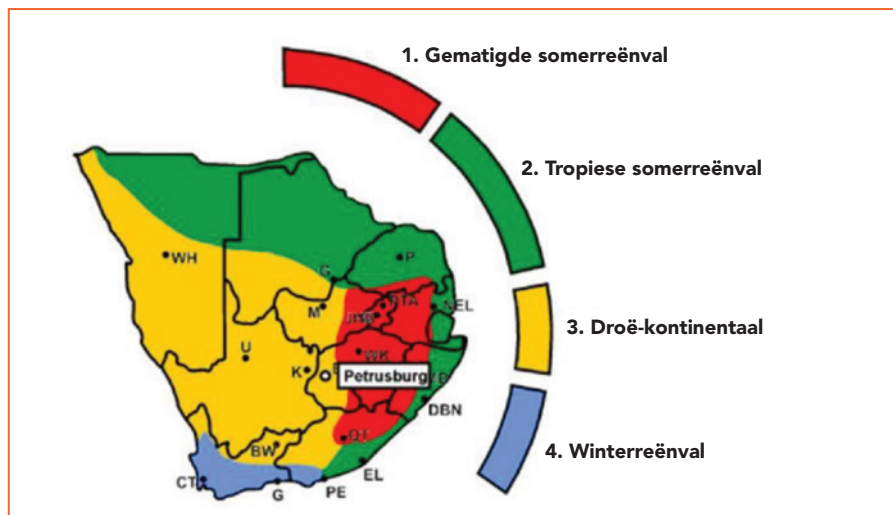 1. Gematigde somerreënval
2. Tropiese somerreënval
3. Droë-kontinentaal
4. Winterreënval
WH
P
G
M
PTA
JHB
NEL
U
K
WK
Petrusburg
DBN
BW
QT
EL
CT
G
PE